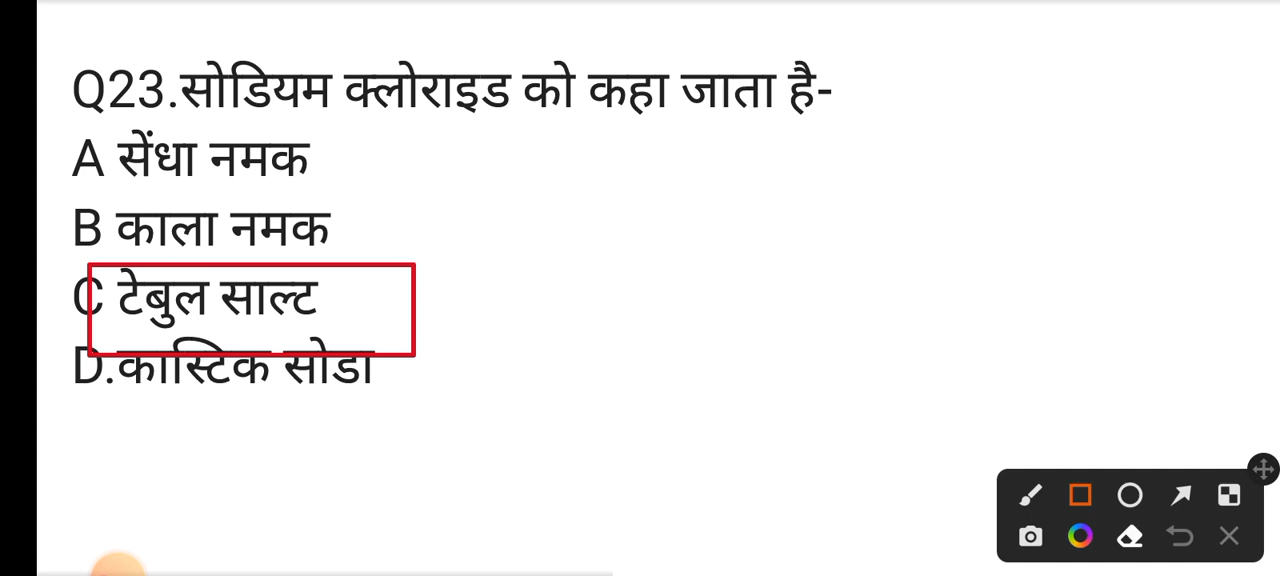 Q23.सोडियम क्लोराइड को कहा जाता है-
A सेंधा नमक
B काला नमक
C टेबुल साल्ट
D.कास्टिक सोडा